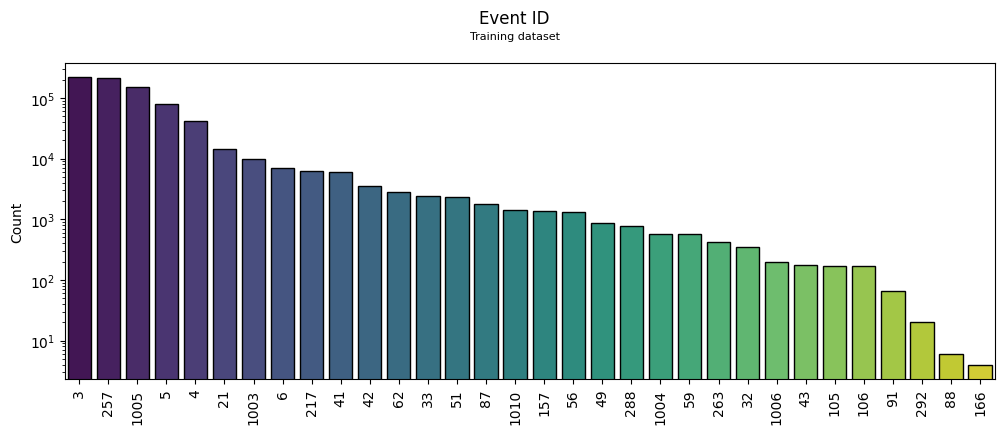 Event ID
Training dataset
Count
10^5
10^4
10^3
10^2
10^1
3 257 1005 5 4 21 1003 6 217 41 42 62 33 51 87 1010 157 56 49 288 1004 59 263 32 1006 43 105 106 91 292 88 166